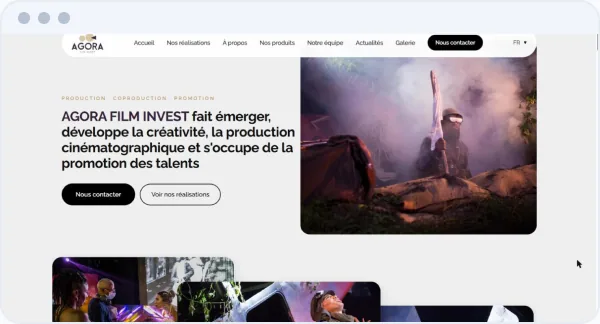 AGORA
Accueil Nos réalisations À propos Nos produits Notre équipe Actualités Galerie Nous contacter FR
PRODUCTION COPRODUCTION PROMOTION
AGORA FILM INVEST fait émerger,
développe la créativité, la production
cinématographique et s'occupe de la
promotion des talents
Nous contacter Voir nos réalisations